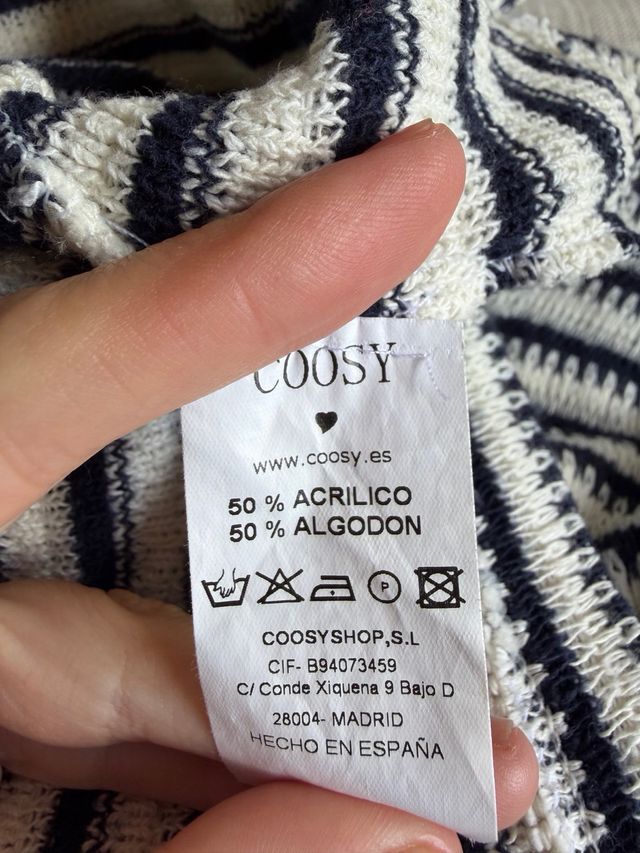 COOSY
www.coosy.es
50 % ACRILICO
50 % ALGODON
P
COOSYSHOP,S.L
CIF- B94073459
C/ Conde Xiquena 9 Bajo D
28004- MADRID
HECHO EN ESPAÑA